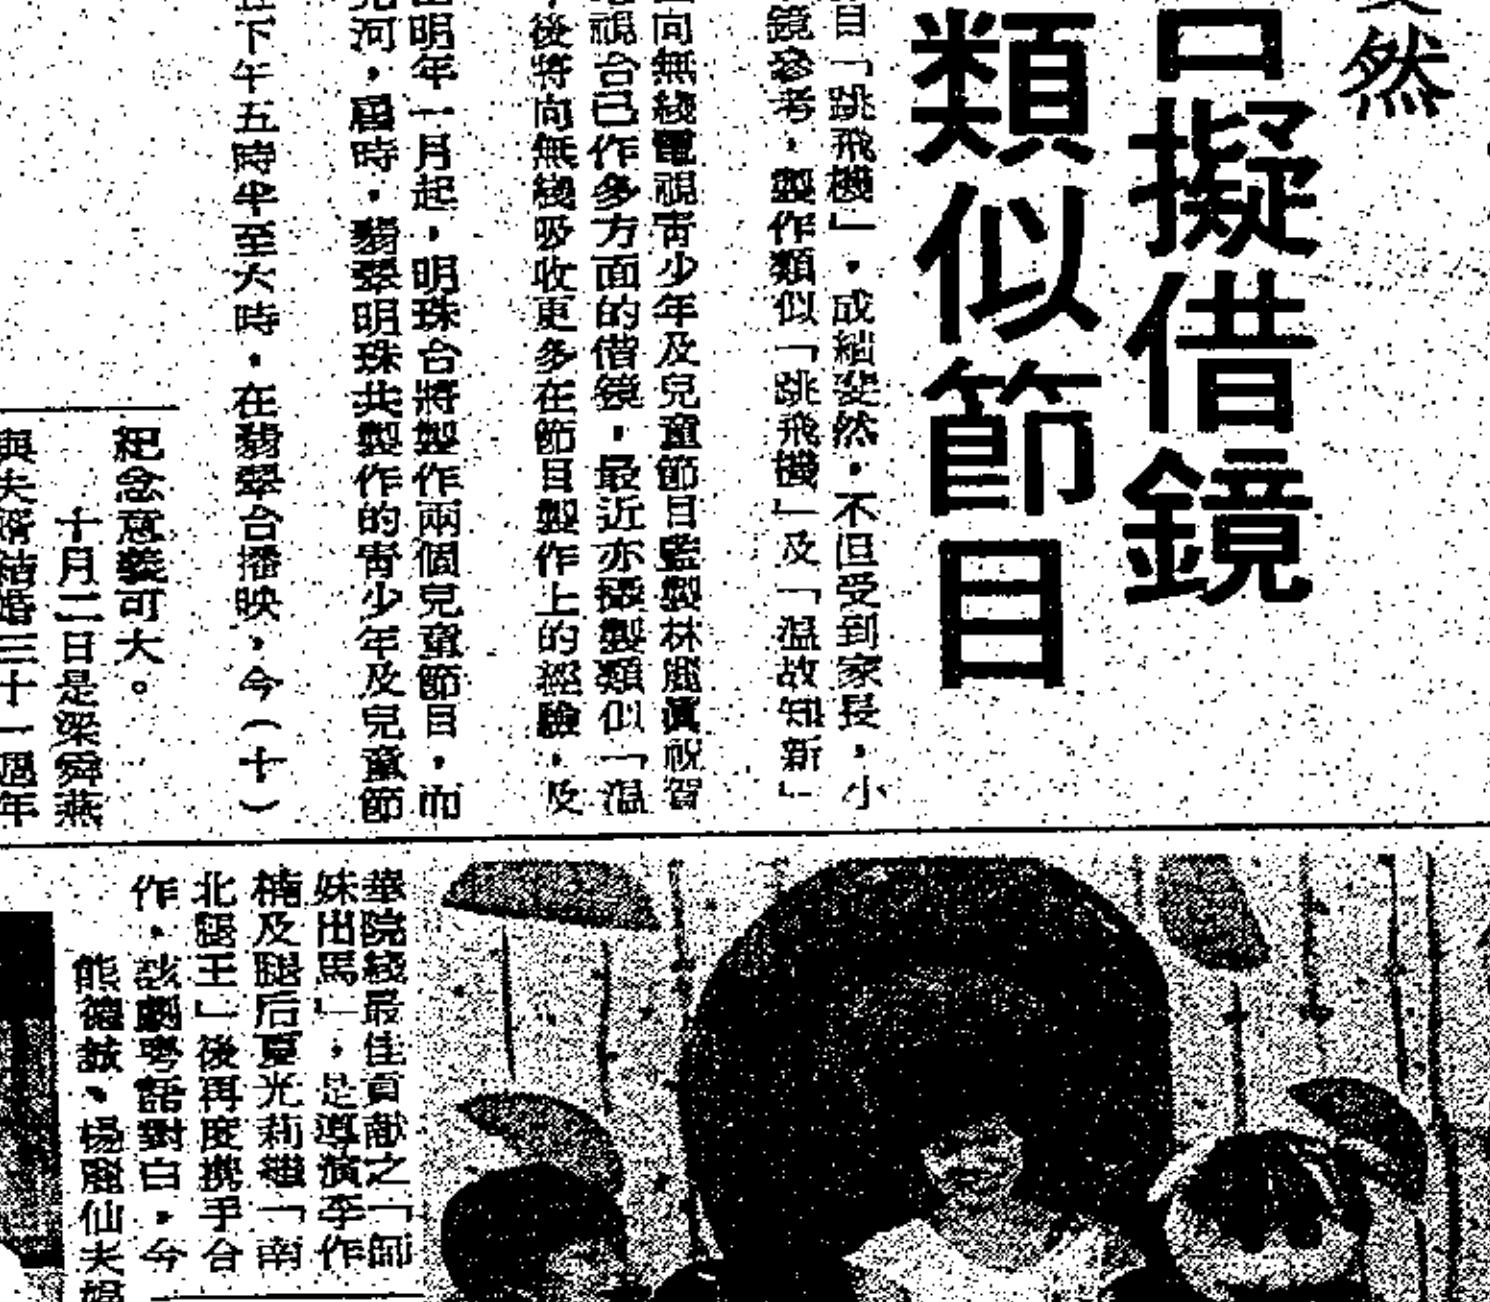 然
擬借鏡
類似節目
目「跳飛機」，成績斐然，不但受到家長，小
鏡參考，製作類似「跳飛機」及「溫故知新」
向無綫電視靑少年及兒童節目監製林麗眞祝賀
視台已作多方面的借鏡，最近亦攝製類似「溫
後將向無綫吸收更多在節目製作上的經驗，及
明年一月起，明珠台將製作兩個兒童節目，而
河，屆時，翡翠明珠共製作的靑少年及兒童節
下午五時半至六時，在翡翠台播映，今（十）
紀念意義可大。
十月二日是梁舜燕
與夫壻結婚三十一週年
華院綫最佳貢獻之「師
妹出馬」，是導演李作
楠及腿后夏光莉繼「南
北腿王」後再度携手合
作，該劇粤語對白，今
熊德誠、楊麗仙夫婦